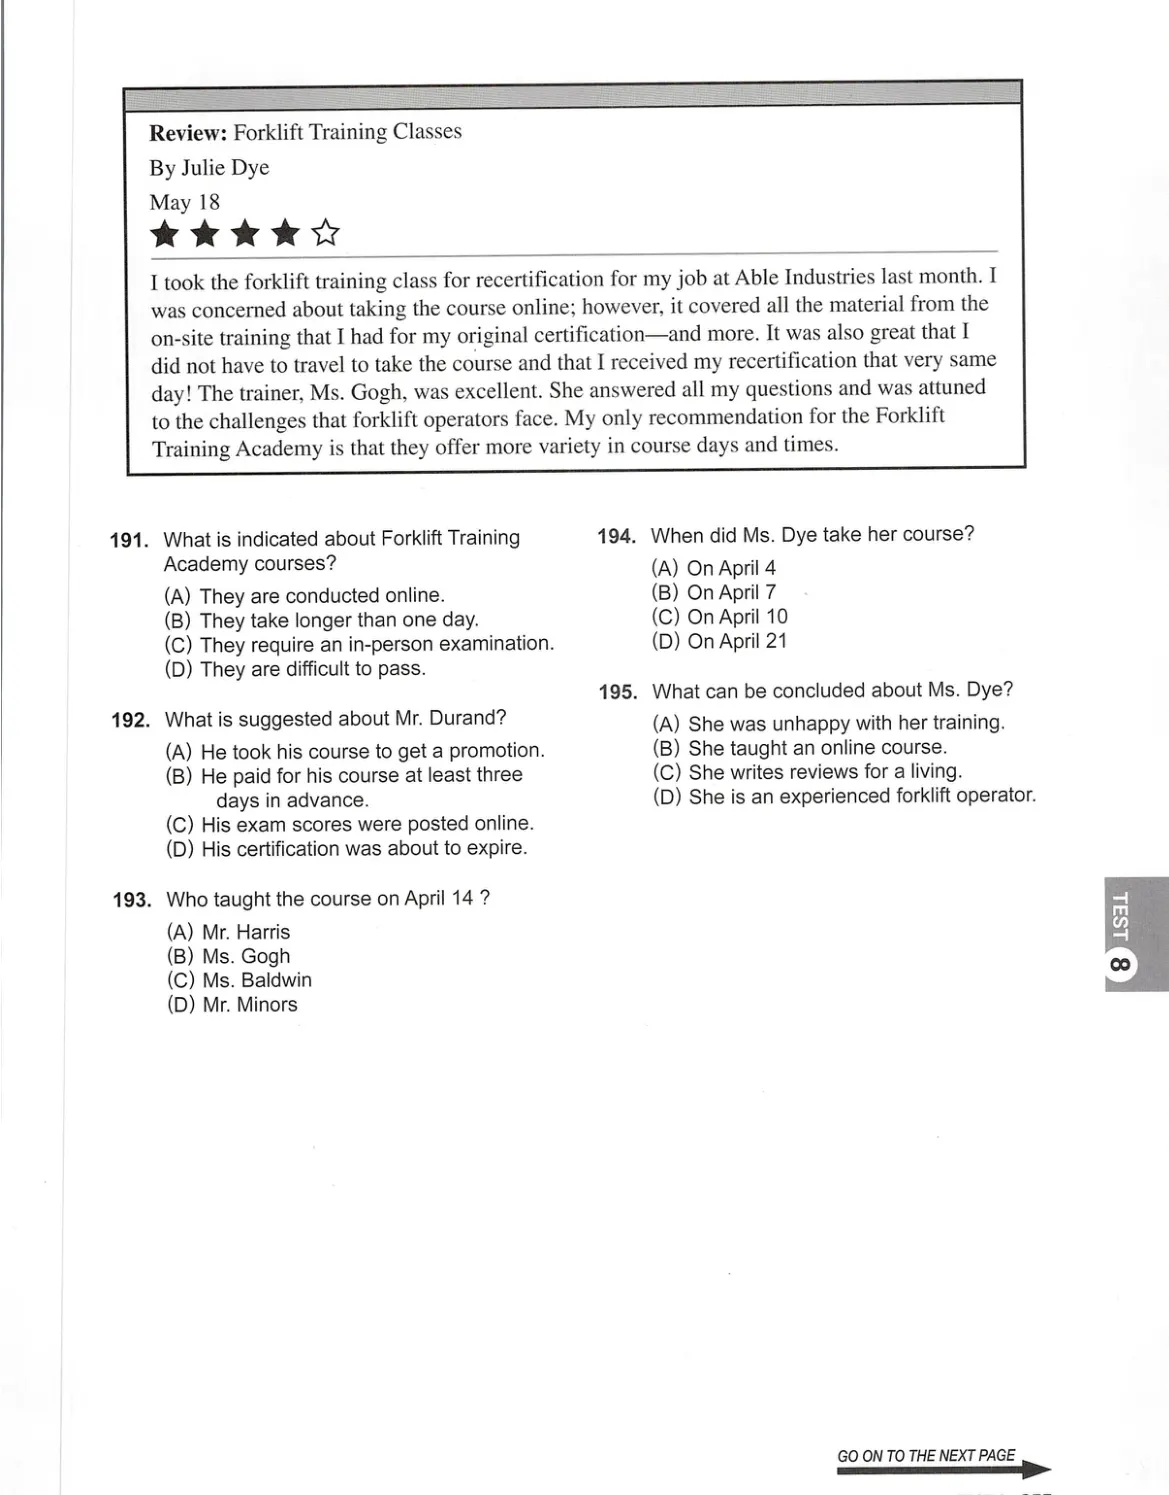 Review: Forklift Training Classes
By Julie Dye
May 18
I took the forklift training class for recertification for my job at Able Industries last month. I
was concerned about taking the course online; however, it covered all the material from the
on-site training that I had for my original certification—and more. It was also great that I
did not have to travel to take the course and that I received my recertification that very same
day! The trainer, Ms. Gogh, was excellent. She answered all my questions and was attuned
to the challenges that forklift operators face. My only recommendation for the Forklift
Training Academy is that they offer more variety in course days and times.
191. What is indicated about Forklift Training
Academy courses?
(A) They are conducted online.
(B) They take longer than one day.
(C) They require an in-person examination.
(D) They are difficult to pass.
192. What is suggested about Mr. Durand?
(A) He took his course to get a promotion.
(B) He paid for his course at least three
days in advance.
(C) His exam scores were posted online.
(D) His certification was about to expire.
193. Who taught the course on April 14 ?
(A) Mr. Harris
(B) Ms. Gogh
(C) Ms. Baldwin
(D) Mr. Minors
194. When did Ms. Dye take her course?
(A) On April 4
(B) On April 7
(C) On April 10
(D) On April 21
195. What can be concluded about Ms. Dye?
(A) She was unhappy with her training.
(B) She taught an online course.
(C) She writes reviews for a living.
(D) She is an experienced forklift operator.
TEST 8
GO ON TO THE NEXT PAGE